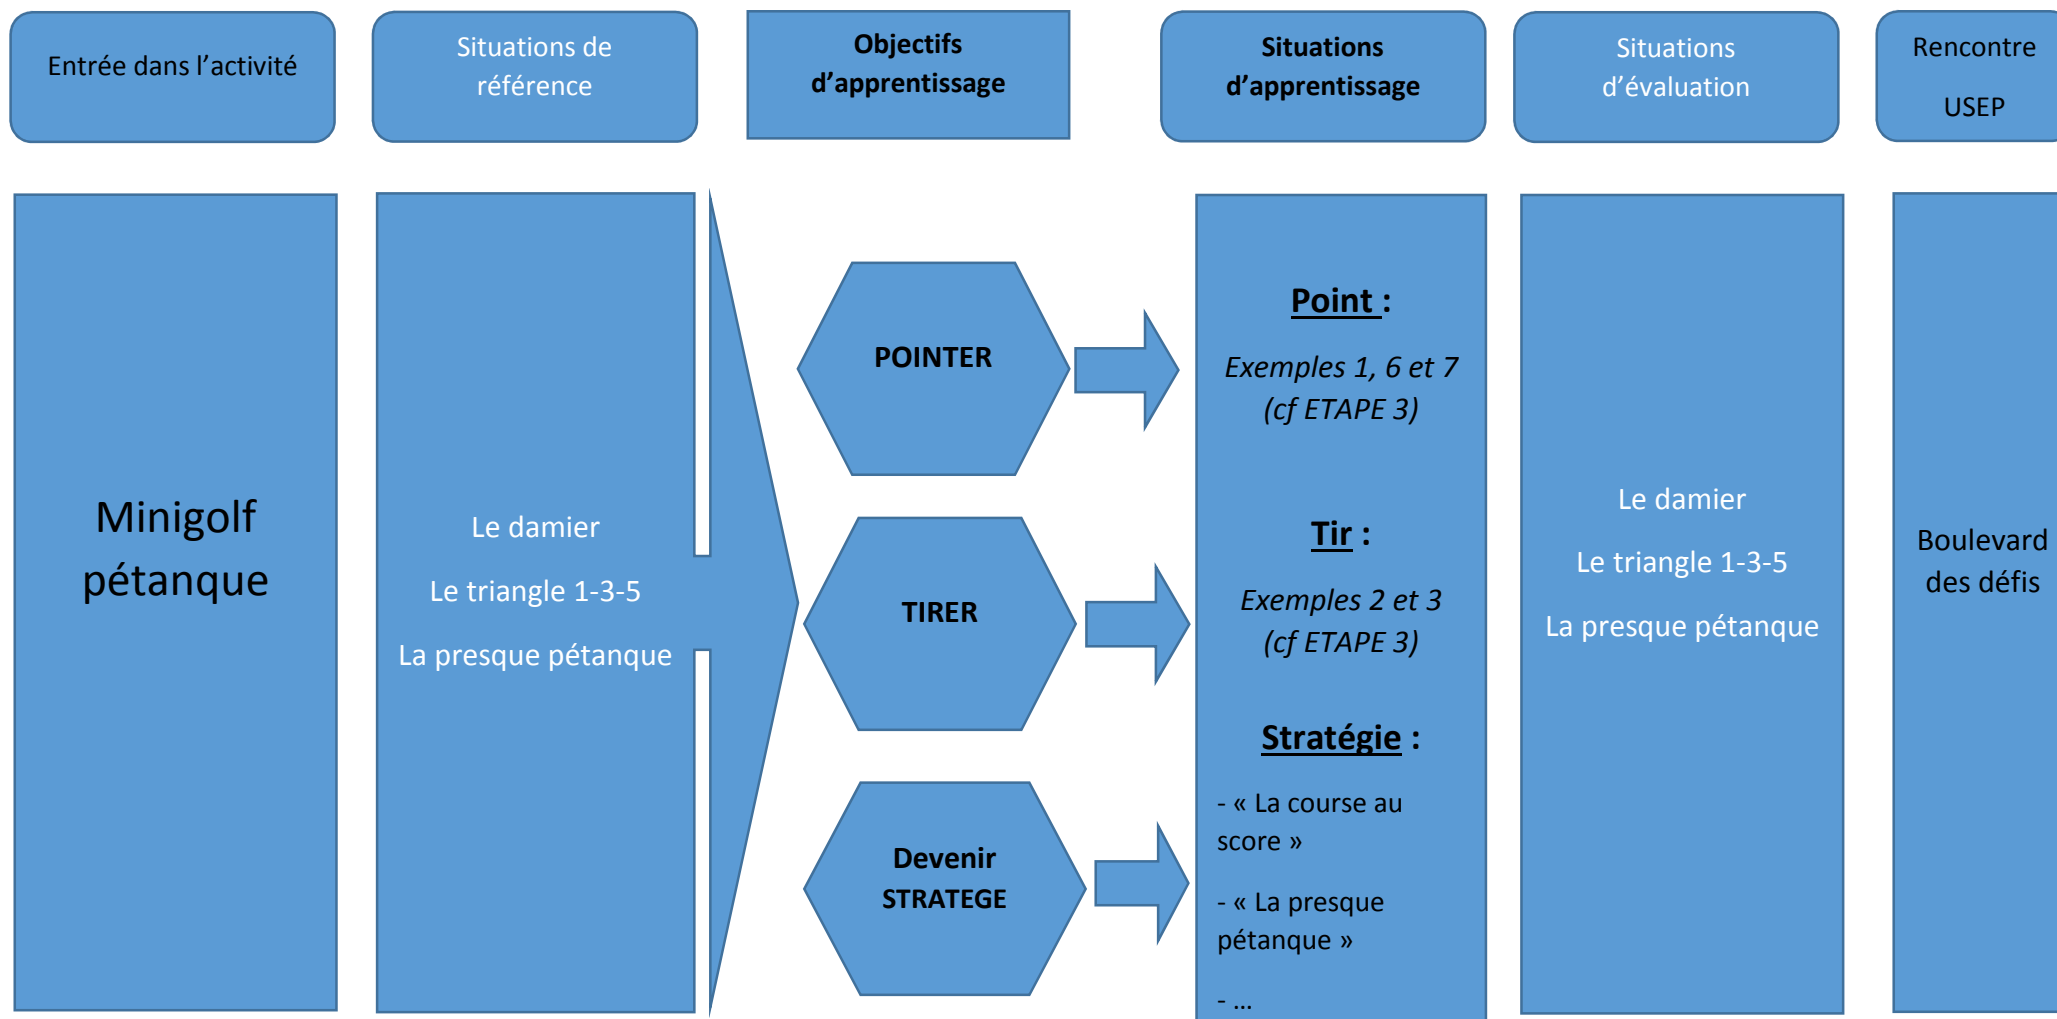 Entrée dans l’activité
Situations de
référence
Objectifs
d’apprentissage
Situations
d’apprentissage
Situations
d’évaluation
Rencontre
USEP
Minigolf
pétanque
Le damier
Le triangle 1-3-5
La presque pétanque
POINTER
TIRER
Devenir
STRATEGE
Point :
Exemples 1, 6 et 7
(cf ETAPE 3)
Tir :
Exemples 2 et 3
(cf ETAPE 3)
Stratégie :
- « La course au
score »
- « La presque
pétanque »
- ...
Le damier
Le triangle 1-3-5
La presque pétanque
Boulevard
des défis